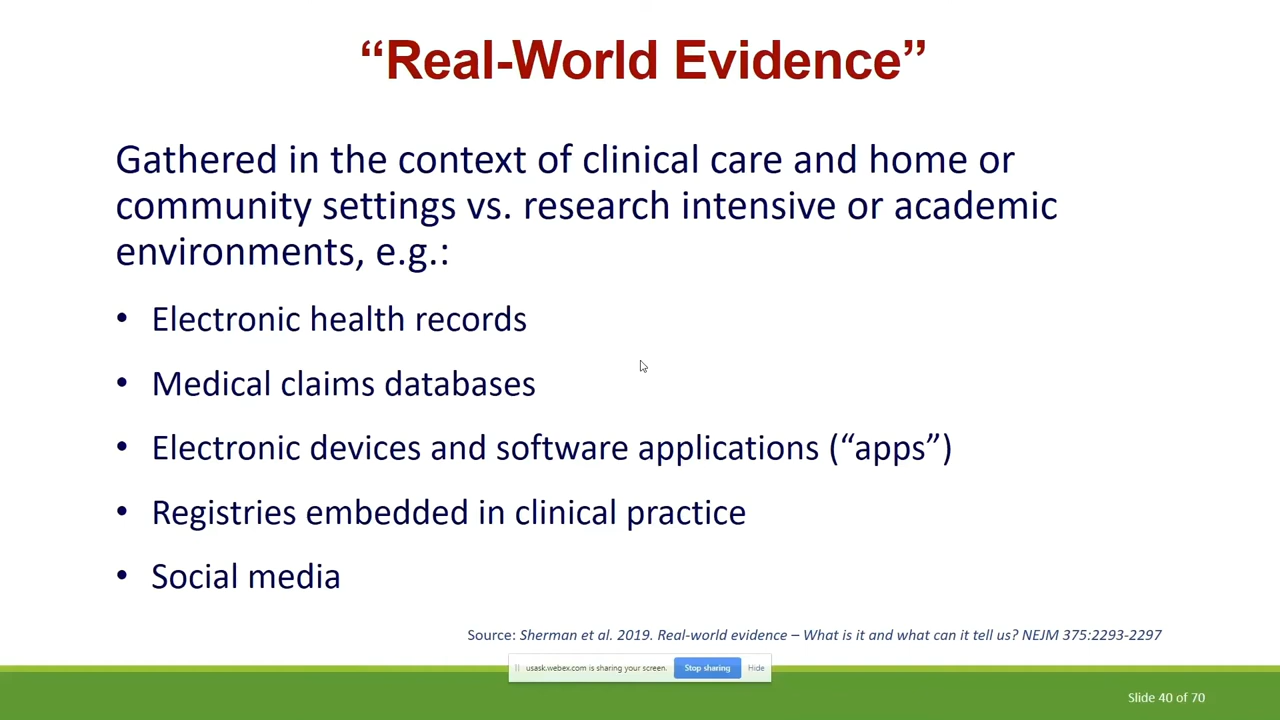 “Real-World Evidence”
Gathered in the context of clinical care and home or
community settings vs. research intensive or academic
environments, e.g.:
• Electronic health records
• Medical claims databases
• Electronic devices and software applications (“apps”)
• Registries embedded in clinical practice
• Social media
Source: Sherman et al. 2019. Real-world evidence – What is it and what can it tell us? NEJM 375:2293-2297
usask.webex.com is sharing your screen. Stop sharing Hide
Slide 40 of 70